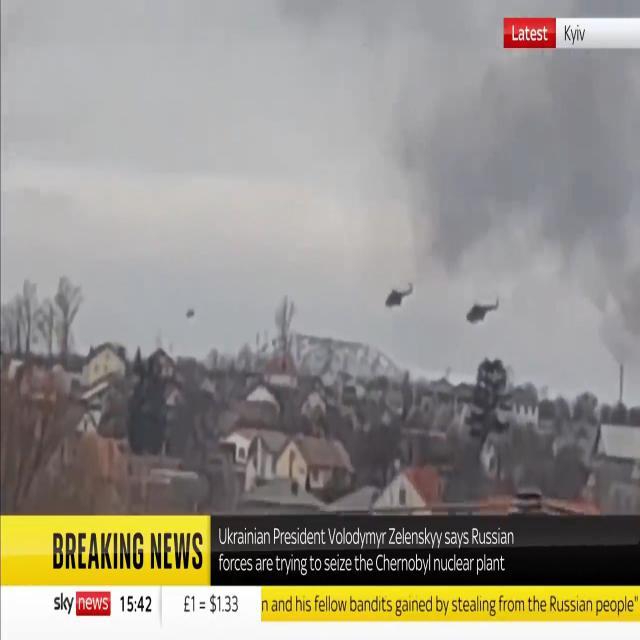 Latest Kyiv
BREAKING NEWS
Ukrainian President Volodymyr Zelenskyy says Russian
forces are trying to seize the Chernobyl nuclear plant
sky news 15:42 £1 = $1.33 n and his fellow bandits gained by stealing from the Russian people"